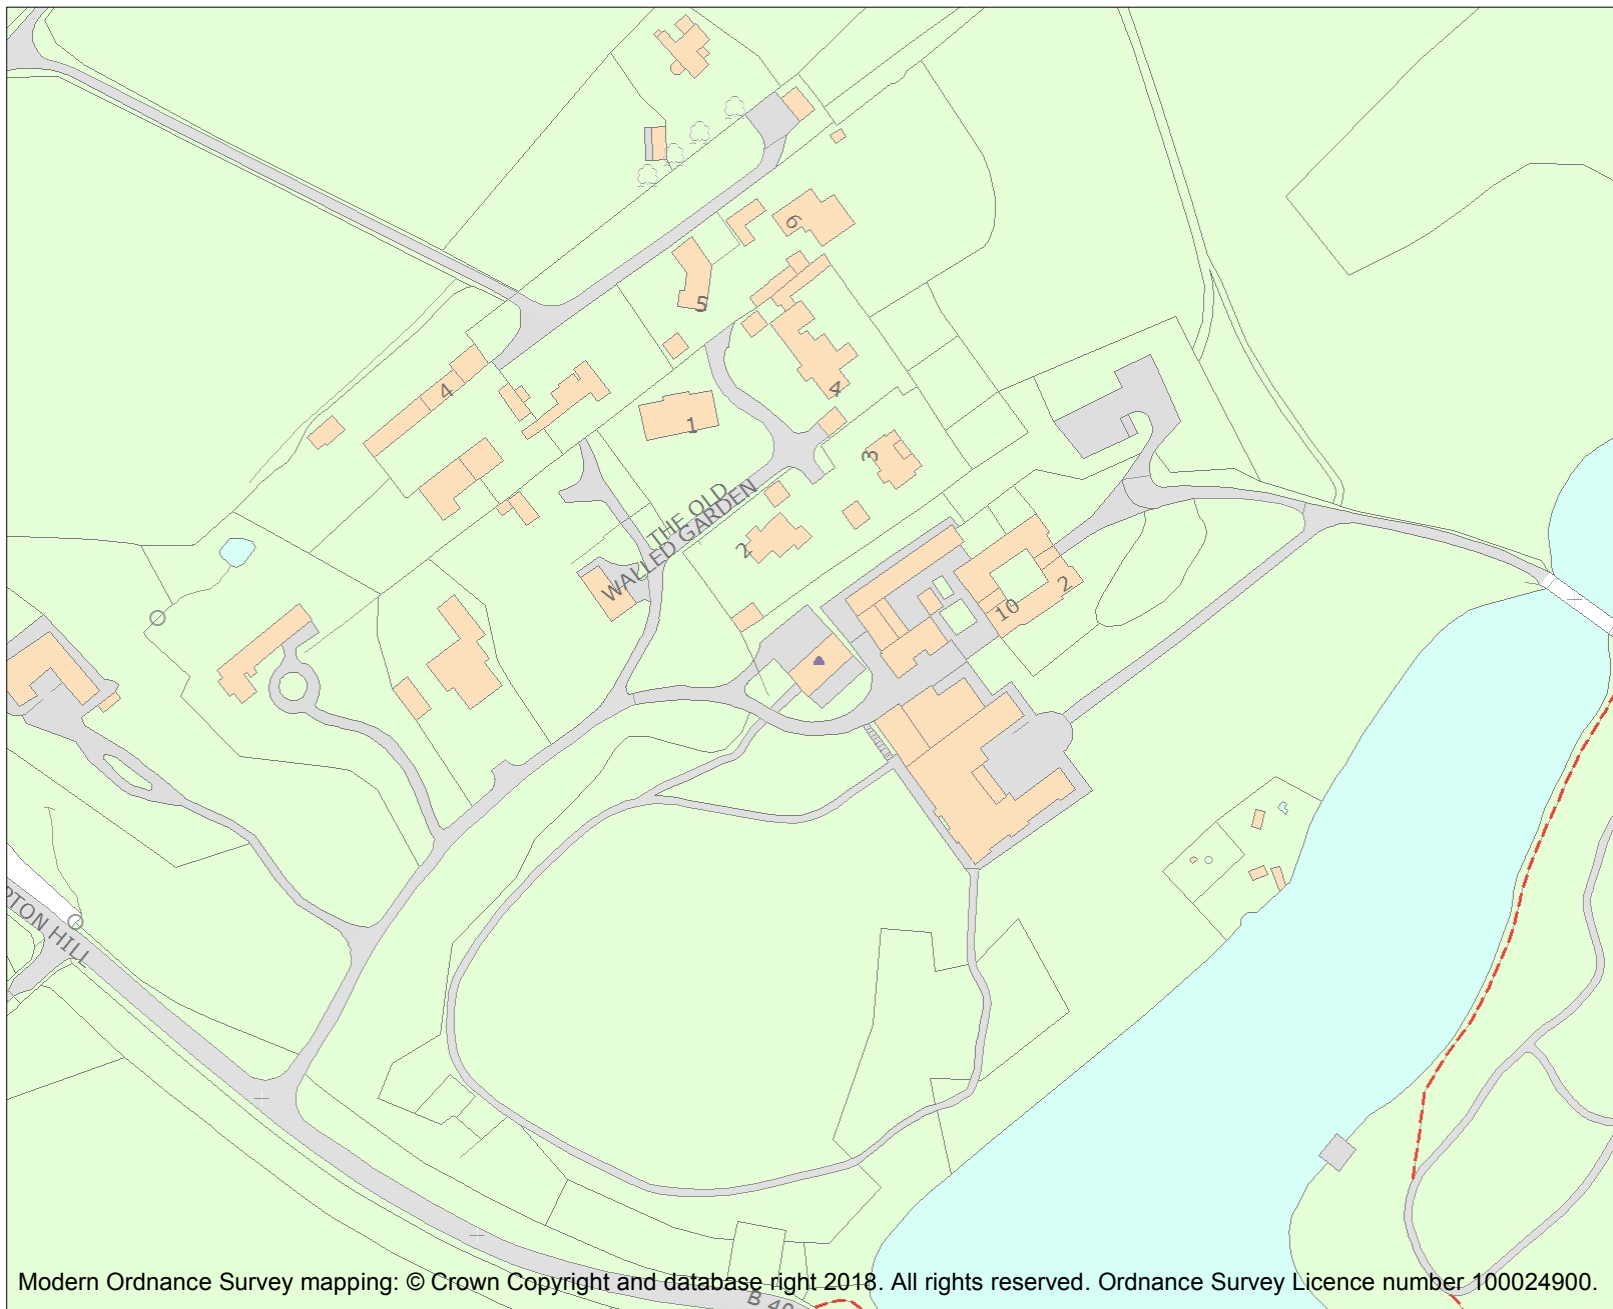 6
5
4
4
1
3
THE OLD
WALLED GARDEN
2
2
10
HILL
B
Modern Ordnance Survey mapping: © Crown Copyright and database right 2018. All rights reserved. Ordnance Survey Licence number 100024900.